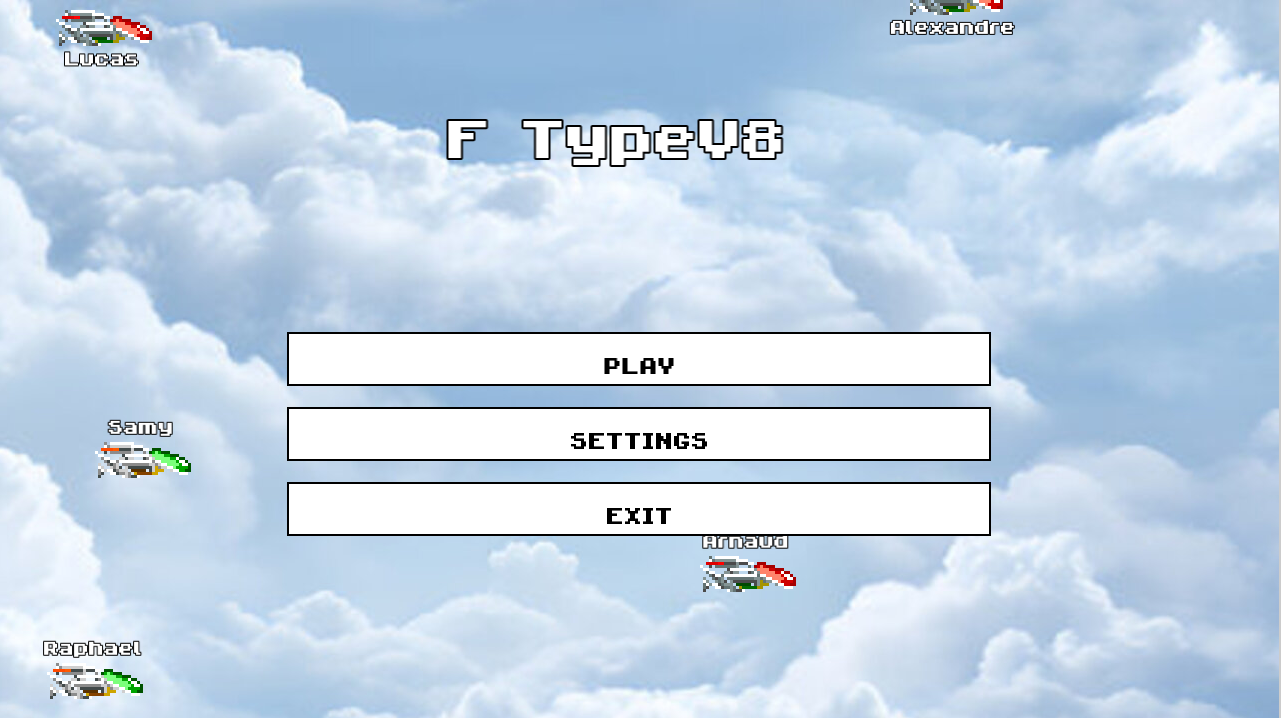 Alexandre
Lucas
F TypeV8
PLAY
Samy
SETTINGS
EXIT
Arnaud
Raphael